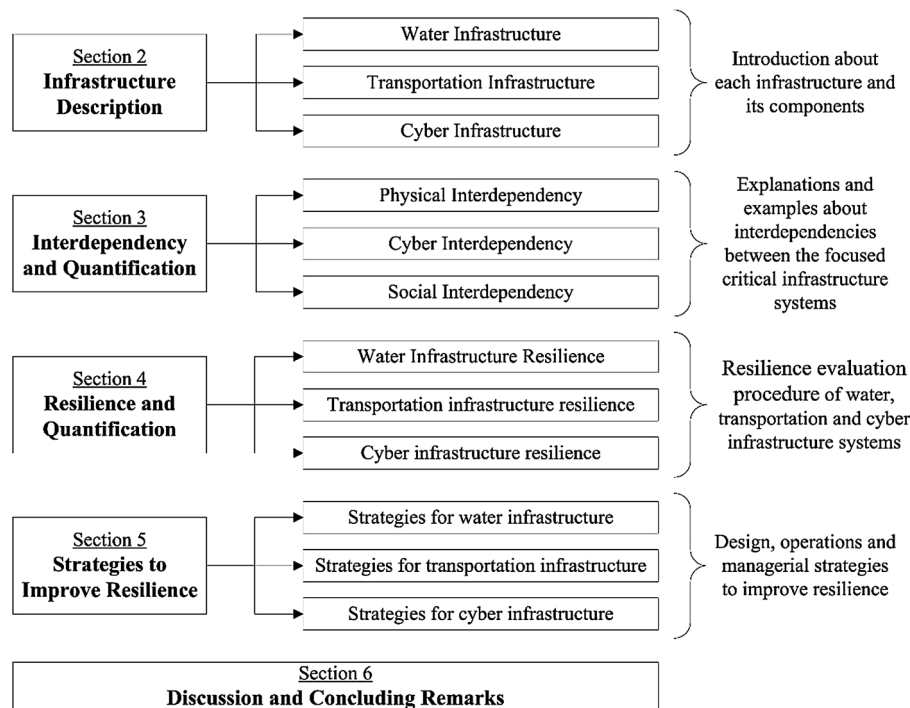 Section 2
Infrastructure
Description
Water Infrastructure
Transportation Infrastructure
Cyber Infrastructure
Introduction about
each infrastructure and
its components
Section 3
Interdependency
and Quantification
Physical Interdependency
Cyber Interdependency
Social Interdependency
Explanations and
examples about
interdependencies
between the focused
critical infrastructure
systems
Section 4
Resilience and
Quantification
Water Infrastructure Resilience
Transportation infrastructure resilience
Cyber infrastructure resilience
Resilience evaluation
procedure of water,
transportation and cyber
infrastructure systems
Section 5
Strategies to
Improve Resilience
Strategies for water infrastructure
Strategies for transportation infrastructure
Strategies for cyber infrastructure
Design, operations and
managerial strategies
to improve resilience
Section 6
Discussion and Concluding Remarks